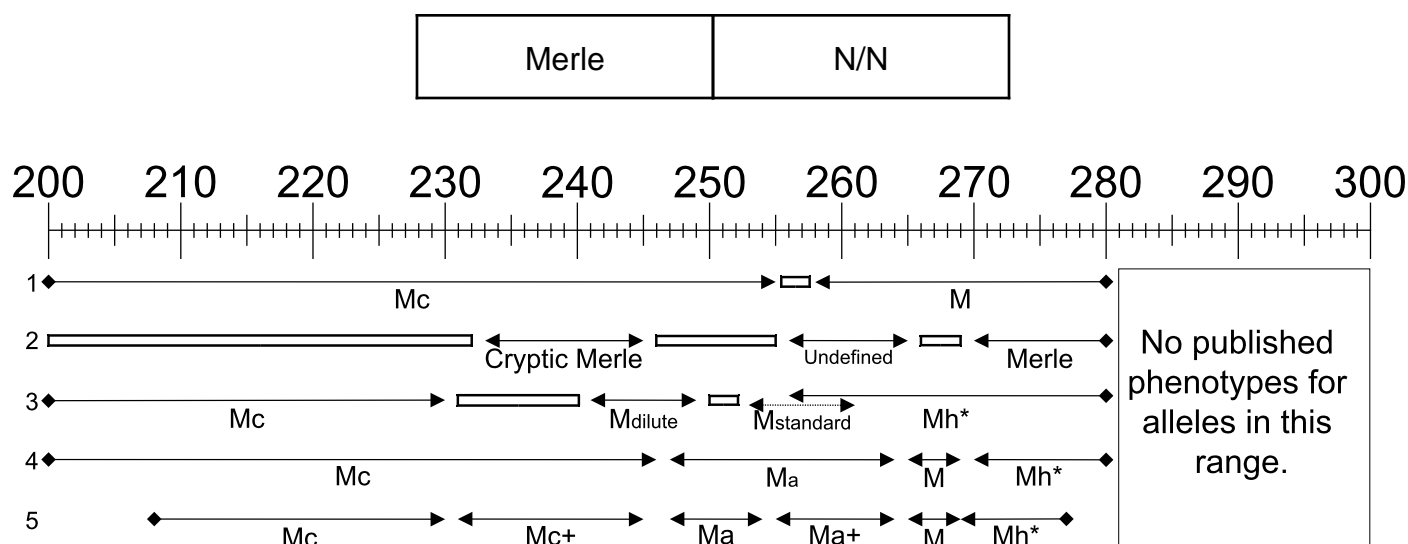 Merle N/N
200 210 220 230 240 250 260 270 280 290 300
1 Mc M
2 Cryptic Merle Undefined Merle
3 Mc Mdilute Mstandard Mh*
4 Mc Ma M Mh*
5 Mc Mc+ Ma Ma+ M Mh*
No published
phenotypes for
alleles in this
range.